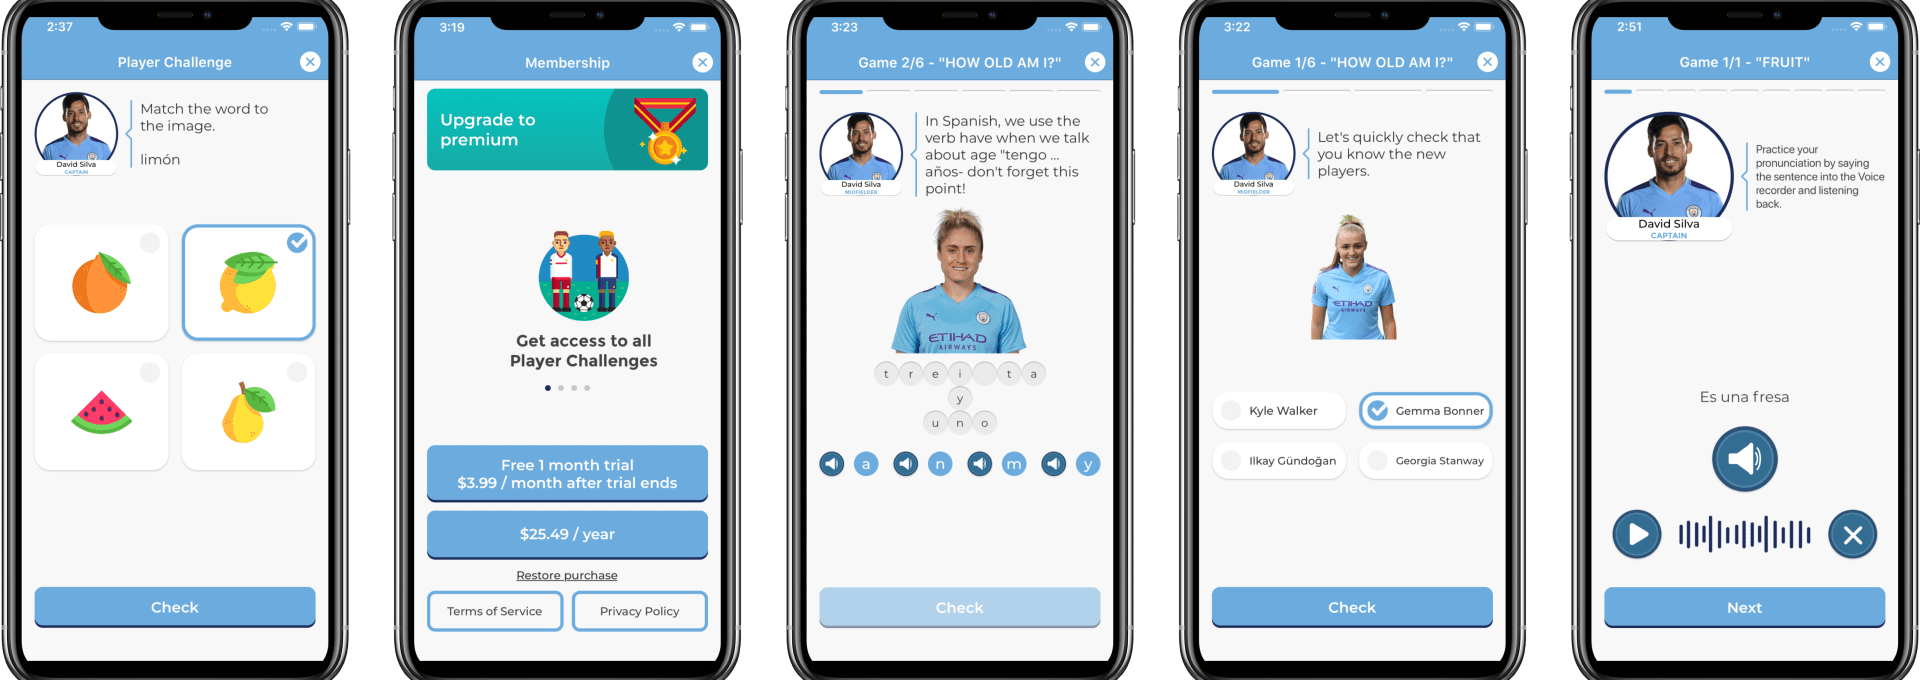 2:37
Player Challenge
Match the word to
the image.
limón
David Silva
CAPTAIN
Check
3:19
Membership
Upgrade to
premium
Get access to all
Player Challenges
Free 1 month trial
$3.99 / month after trial ends
$25.49 / year
Restore purchase
Terms of Service
Privacy Policy
3:23
Game 2/6 - "HOW OLD AM I?"
In Spanish, we use the
verb have when we talk
about age "tengo ...
años- don't forget this
point!
David Silva
MIDFIELDER
ETIHAD
AIRWAYS
t r e i t a
y
u n o
a n m y
Check
3:22
Game 1/6 - "HOW OLD AM I?"
Let's quickly check that
you know the new
players.
David Silva
MIDFIELDER
ETIHAD
AIRWAYS
Kyle Walker
Gemma Bonner
Ilkay Gündoğan
Georgia Stanway
Check
2:51
Game 1/1 - "FRUIT"
Practice your
pronunciation by saying
the sentence into the Voice
recorder and listening
back.
David Silva
CAPTAIN
Es una fresa
Next